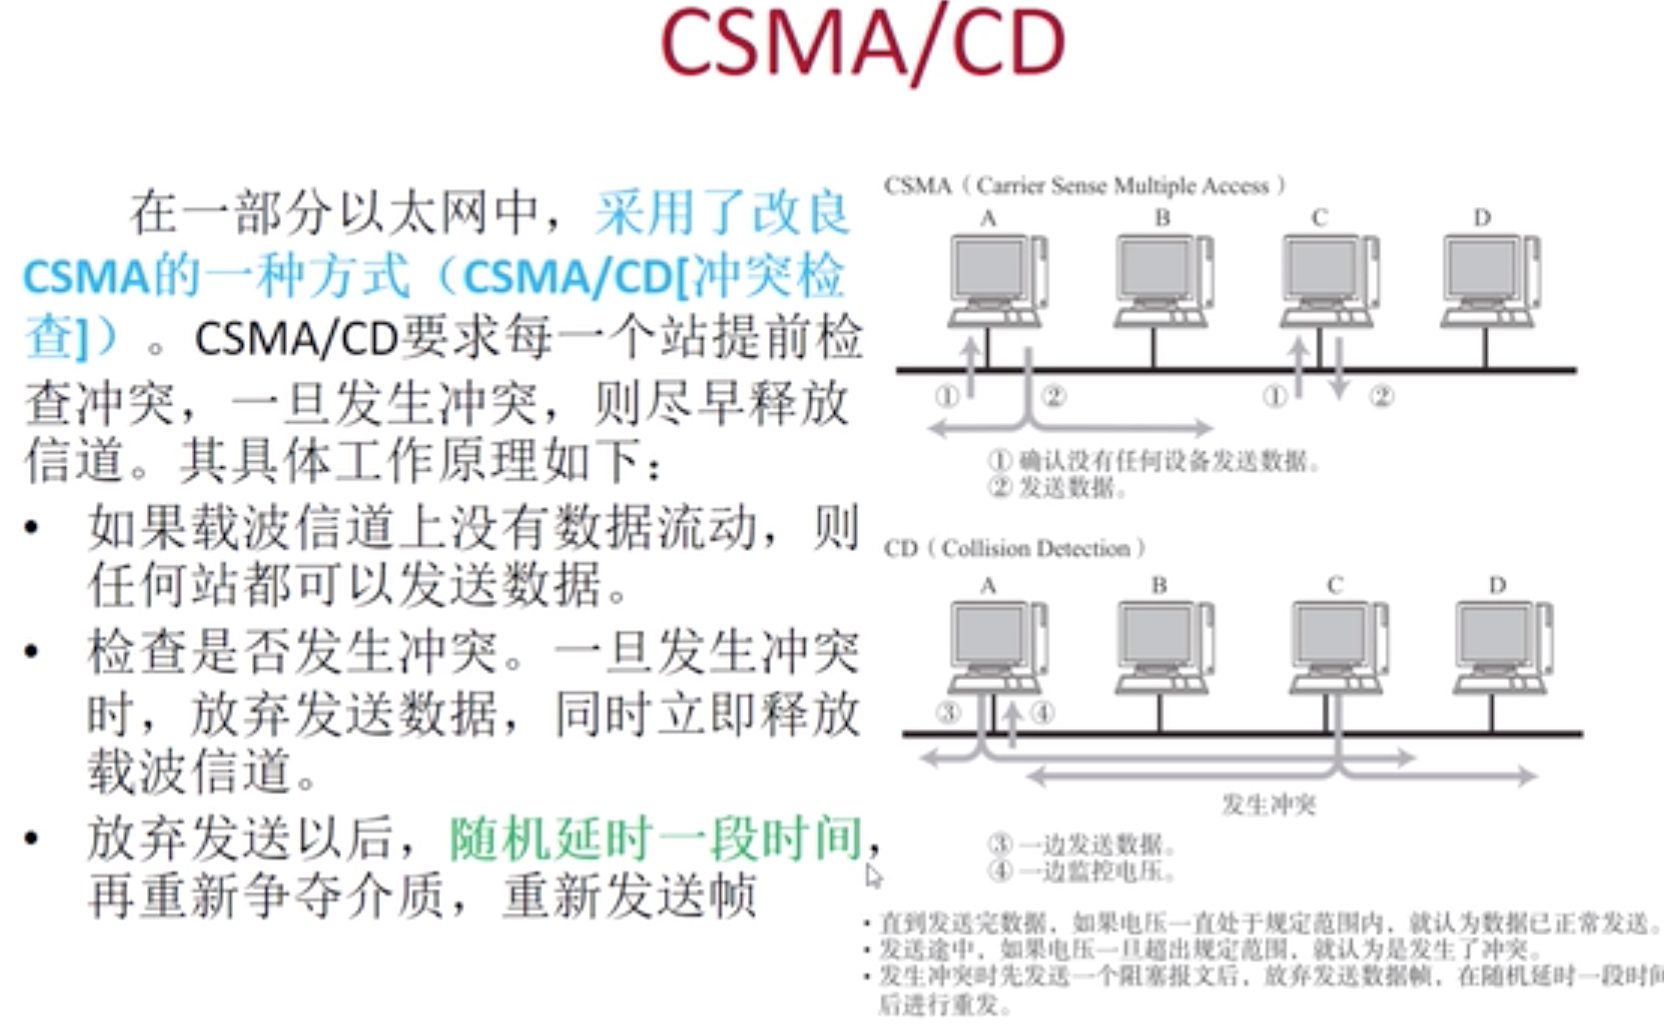 CSMA/CD
在一部分以太网中，采用了改良
CSMA的一种方式（CSMA/CD[冲突检
查]）。CSMA/CD要求每一个站提前检
查冲突，一旦发生冲突，则尽早释放
信道。其具体工作原理如下：
• 如果载波信道上没有数据流动，则
任何站都可以发送数据。
• 检查是否发生冲突。一旦发生冲突
时，放弃发送数据，同时立即释放
载波信道。
• 放弃发送以后，随机延时一段时间，
再重新争夺介质，重新发送帧
CSMA（Carrier Sense Multiple Access）
A B C D
① ② ① ②
① 确认没有任何设备发送数据。
② 发送数据。
CD（Collision Detection）
A B C D
③ ④
发生冲突
③ 一边发送数据。
④ 一边监控电压。
• 直到发送完数据，如果电压一直处于规定范围内，就认为数据已正常发送。
• 发送途中，如果电压一旦超出规定范围，就认为是发生了冲突。
• 发生冲突时先发送一个阻塞报文后，放弃发送数据帧，在随机延时一段时间
后进行重发。